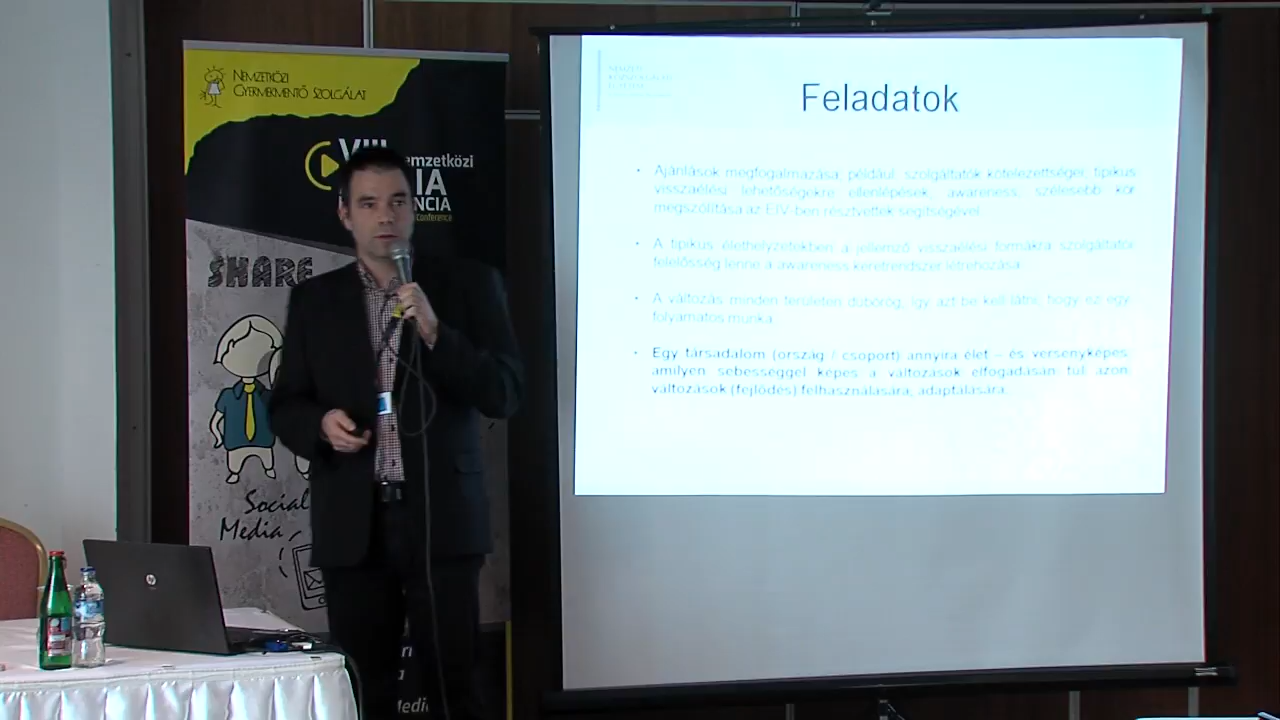 NEMZETKÖZI
GYERMEKMENTŐ SZOLGÁLAT
VIII. nemzetközi
IA
NCIA
Conference
SHARE
Social
Media
hp
Feladatok
• Ajánlások megfogalmazása, például: szolgáltatók kötelezettségei, tipikus
visszaélési lehetőségekre ellenlépések, awareness, szélesebb kör
megszólítása az EIV-ben résztvettek segítségével.
• A tipikus élethelyzetekben a jellemző visszaélési formákra szolgáltatói
felelősség lenne a awareness keretrendszer létrehozása.
• A változás minden területen dübörög, így azt be kell látni, hogy ez egy
folyamatos munka.
• Egy társadalom (ország / csoport) annyira élet – és versenyképes,
amilyen sebességgel képes a változások elfogadásán túl azon
változások (fejlődés) felhasználására, adaptálására.